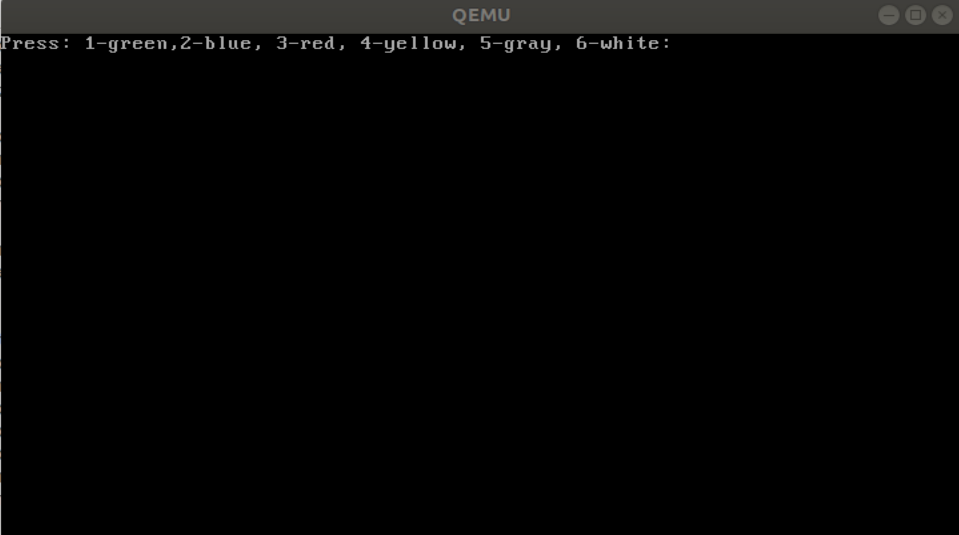 QEMU
Press: 1-green,2-blue, 3-red, 4-yellow, 5-gray, 6-white: